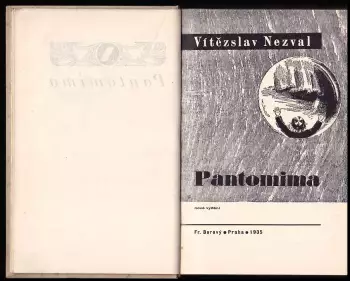 Vítězslav Nezval
Pantomima
Fr. Borový • Praha • 1935